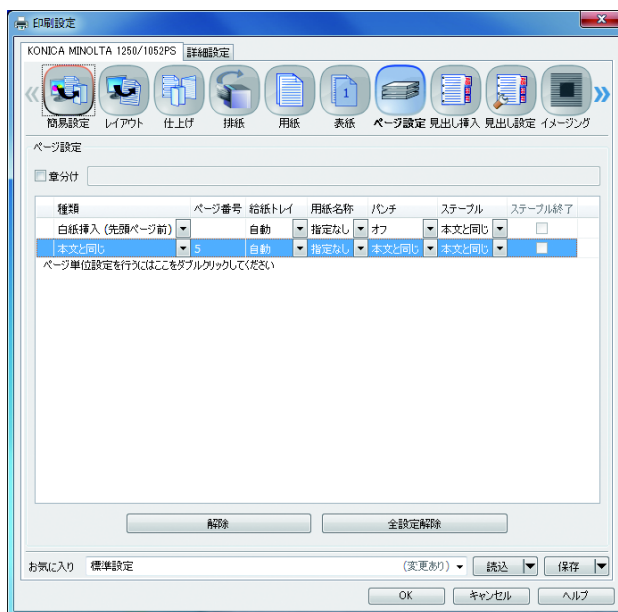 印刷設定
KONICA MINOLTA 1250/1052PS 詳細設定
簡易設定 レイアウト 仕上げ 排紙 用紙 表紙 ページ設定 見出し挿入 見出し設定 イメージング
1
ページ設定
章分け
種類 ページ番号 給紙トレイ 用紙名称 パンチ ステープル ステープル終了
白紙挿入 (先頭ページ前) 自動 指定なし オフ 本文と同じ
本文と同じ 5 自動 指定なし 本文と同じ 本文と同じ
ページ単位設定を行うにはここをダブルクリックしてください
解除 全設定解除
お気に入り 標準設定 (変更あり) 読込 保存
OK キャンセル ヘルプ